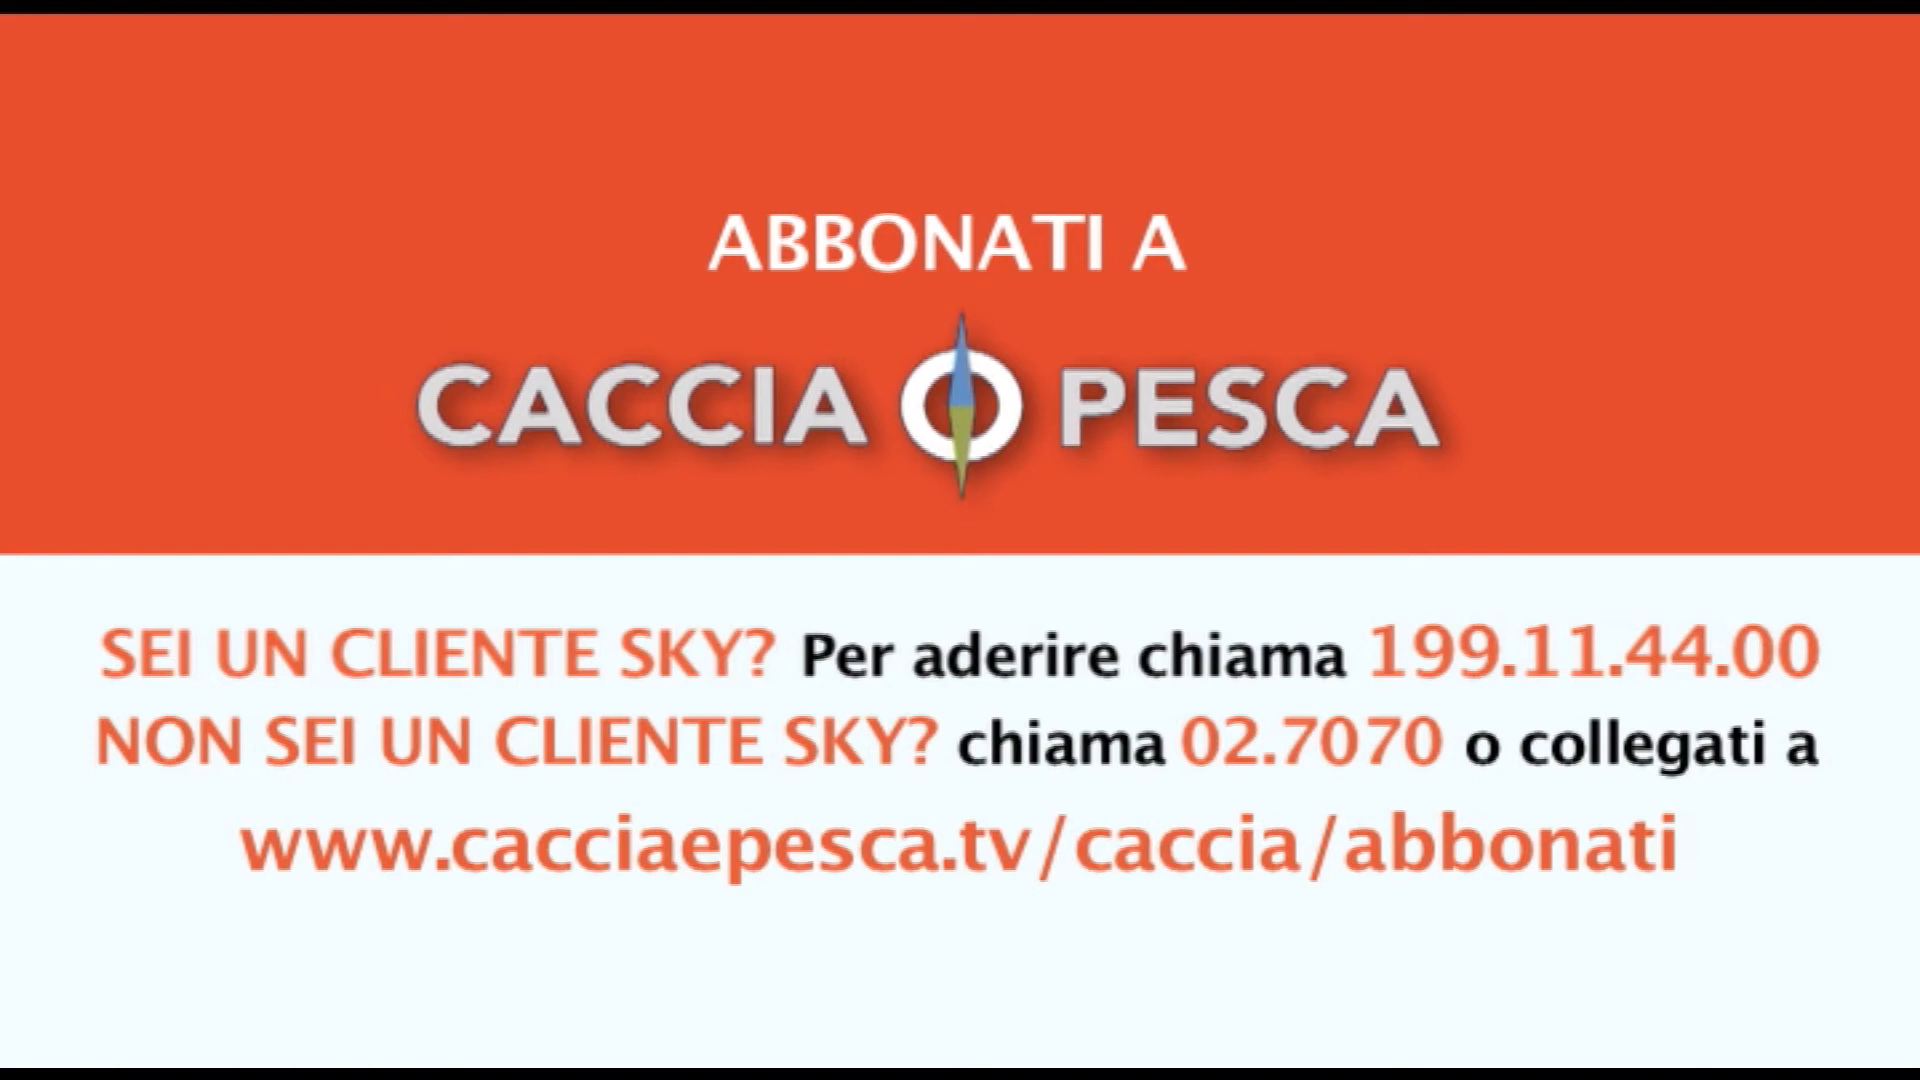 ABBONATI A
CACCIA PESCA
SEI UN CLIENTE SKY? Per aderire chiama 199.11.44.00
NON SEI UN CLIENTE SKY? chiama 02.7070 o collegati a
www.cacciaepesca.tv/caccia/abbonati